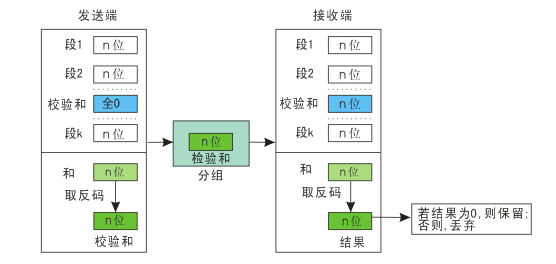 发送端
段1 n位
段2 n位
校验和 全0
段k n位
和 n位
取反码
n位
校验和
n位
检验和
分组
接收端
段1 n位
段2 n位
校验和 n位
段k n位
和 n位
取反码
n位
结果
若结果为0,则保留;
否则,丢弃